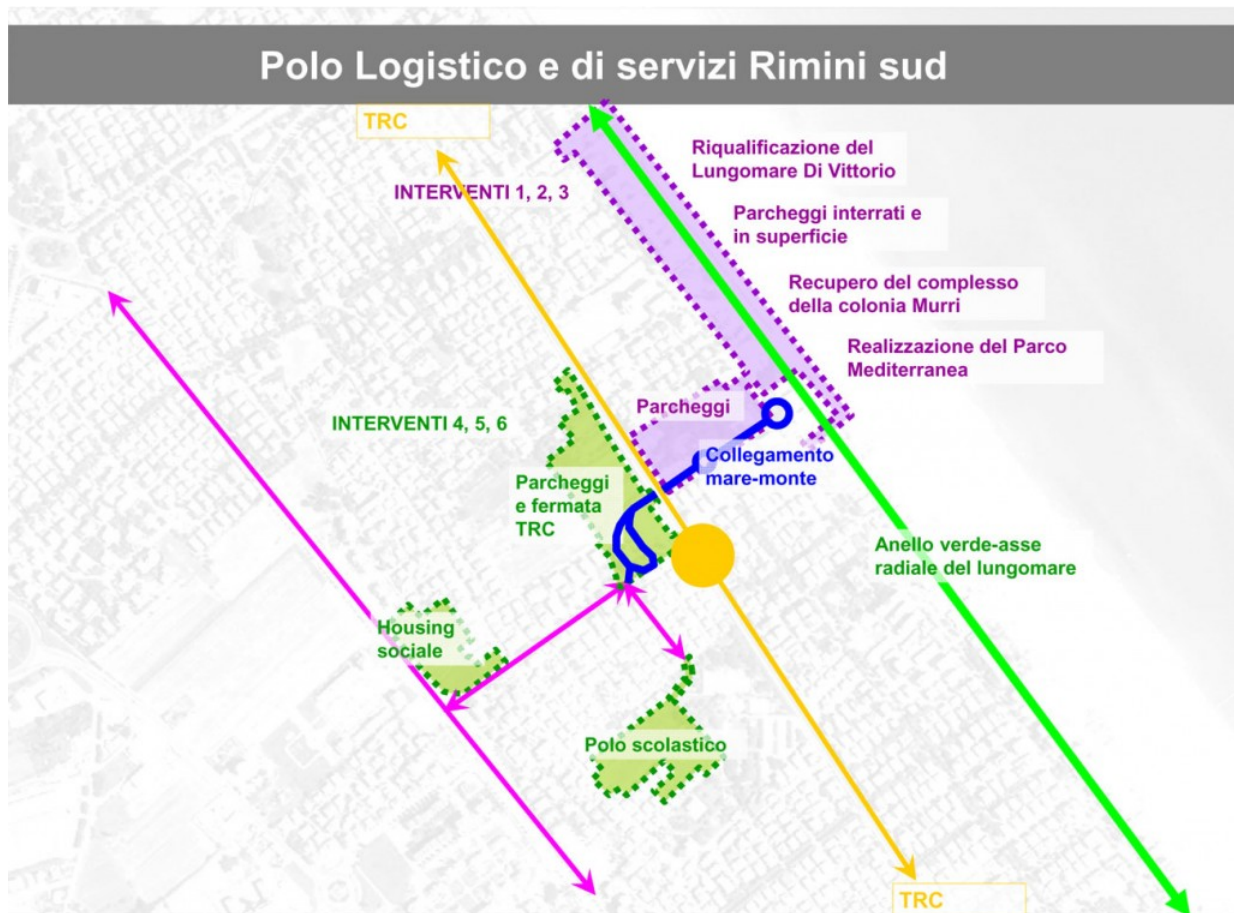 Polo Logistico e di servizi Rimini sud
TRC
Riqualificazione del
Lungomare Di Vittorio
INTERVENTI 1, 2, 3
Parcheggi interrati e
in superficie
Recupero del complesso
della colonia Murri
Realizzazione del Parco
Mediterranea
Parcheggi
INTERVENTI 4, 5, 6
Collegamento
mare-monte
Parcheggi
e fermata
TRC
Anello verde-asse
radiale del lungomare
Housing
sociale
Polo scolastico
TRC